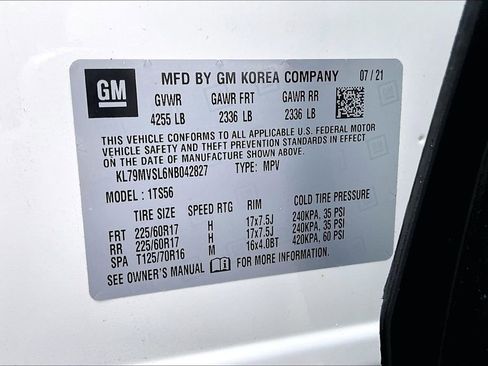 GM
MFD BY GM KOREA COMPANY 07/21
GVWR GAWR FRT GAWR RR
4255 LB 2336 LB 2336 LB
THIS VEHICLE CONFORMS TO ALL APPLICABLE U.S. FEDERAL MOTOR
VEHICLE SAFETY AND THEFT PREVENTION STANDARDS IN EFFECT
ON THE DATE OF MANUFACTURE SHOWN ABOVE.
KL79MVSL6NB042827 TYPE: MPV
MODEL: 1TS56
TIRE SIZE SPEED RTG RIM COLD TIRE PRESSURE
FRT 225/60R17 H 17x7.5J 240KPA, 35 PSI
RR 225/60R17 H 17x7.5J 240KPA, 35 PSI
SPA T125/70R16 M 16x4.0BT 420KPA, 60 PSI
SEE OWNER'S MANUAL FOR MORE INFORMATION